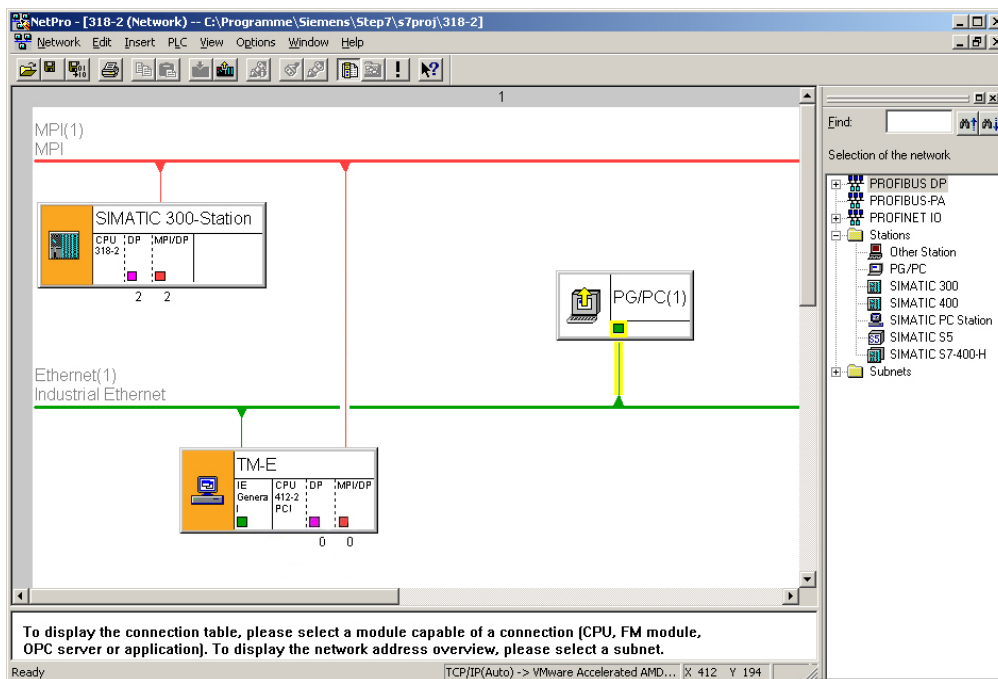 NetPro - [318-2 (Network) -- C:\Programme\Siemens\Step7\s7proj\318-2]
Network Edit Insert PLC View Options Window Help
1
MPI(1)
MPI
SIMATIC 300-Station
CPU 318-2
DP
MPI/DP
2 2
PG/PC(1)
Ethernet(1)
Industrial Ethernet
TM-E
IE General
CPU 412-2 PCI
DP
MPI/DP
0 0
Find:
Selection of the network
PROFIBUS DP
PROFIBUS-PA
PROFINET IO
Stations
Other Station
PG/PC
SIMATIC 300
SIMATIC 400
SIMATIC PC Station
SIMATIC S5
SIMATIC S7-400-H
Subnets
To display the connection table, please select a module capable of a connection (CPU, FM module,
OPC server or application). To display the network address overview, please select a subnet.
Ready
TCP/IP(Auto) -> VMware Accelerated AMD... X 412 Y 194